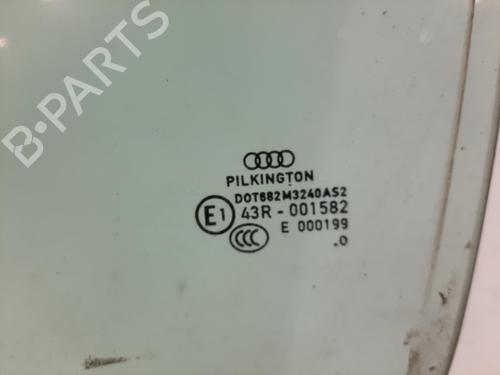 B-PARTS
PILKINGTON
DOT682M3240AS2
E1 43R - 001582
CCC E 000199
.0